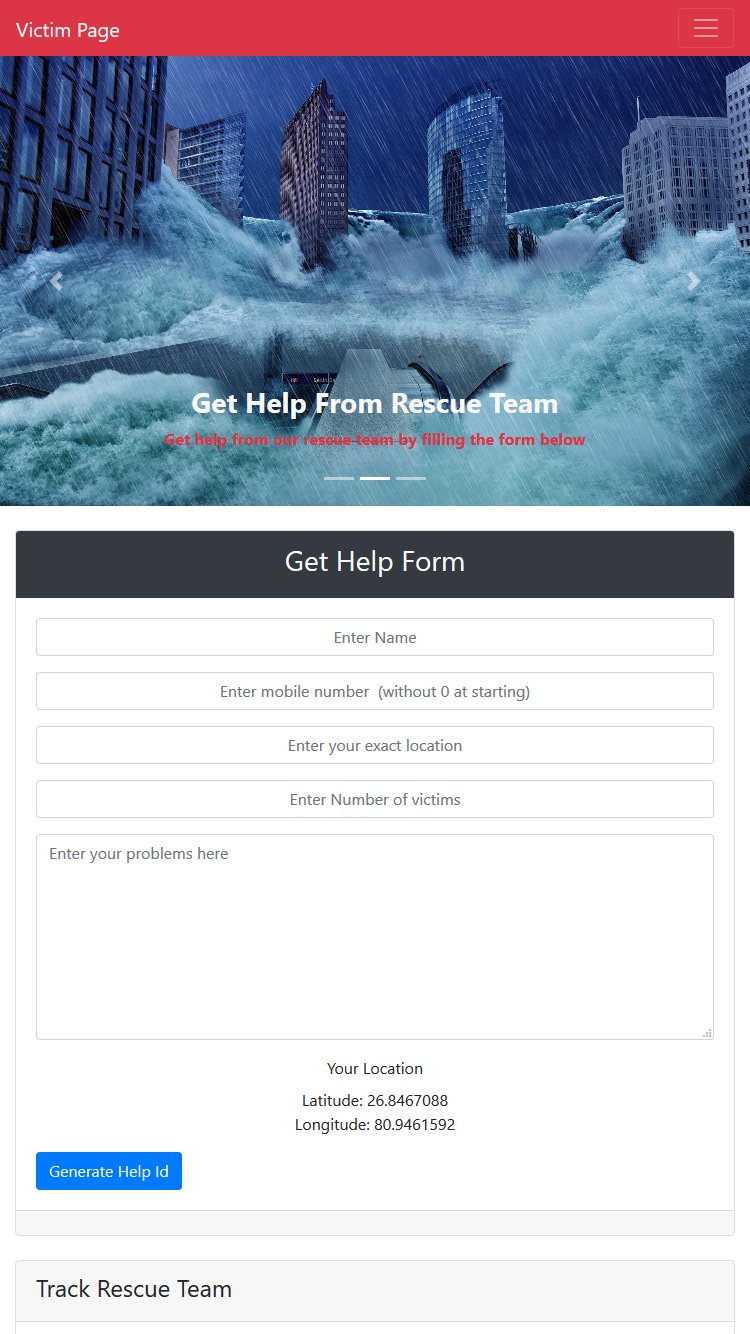 Victim Page
Get Help From Rescue Team
Get help from our rescue team by filling the form below
Get Help Form
Enter Name
Enter mobile number  (without 0 at starting)
Enter your exact location
Enter Number of victims
Enter your problems here
Your Location
Latitude: 26.8467088
Longitude: 80.9461592
Generate Help Id
Track Rescue Team